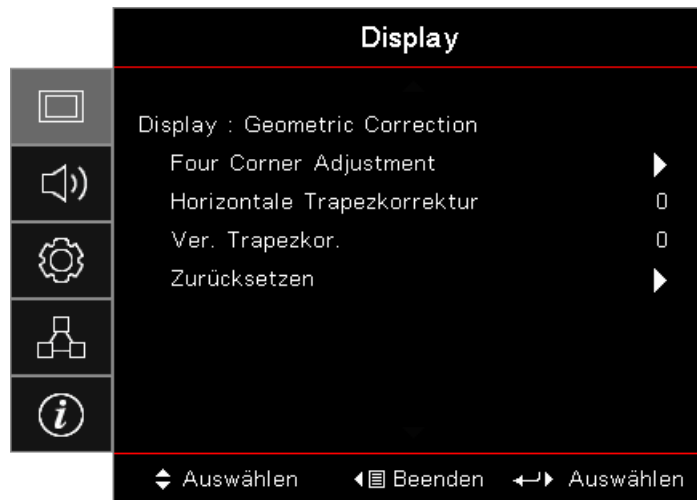 Display
Display : Geometric Correction
Four Corner Adjustment
Horizontale Trapezkorrektur 0
Ver. Trapezkor. 0
Zurücksetzen
Auswählen Beenden Auswählen